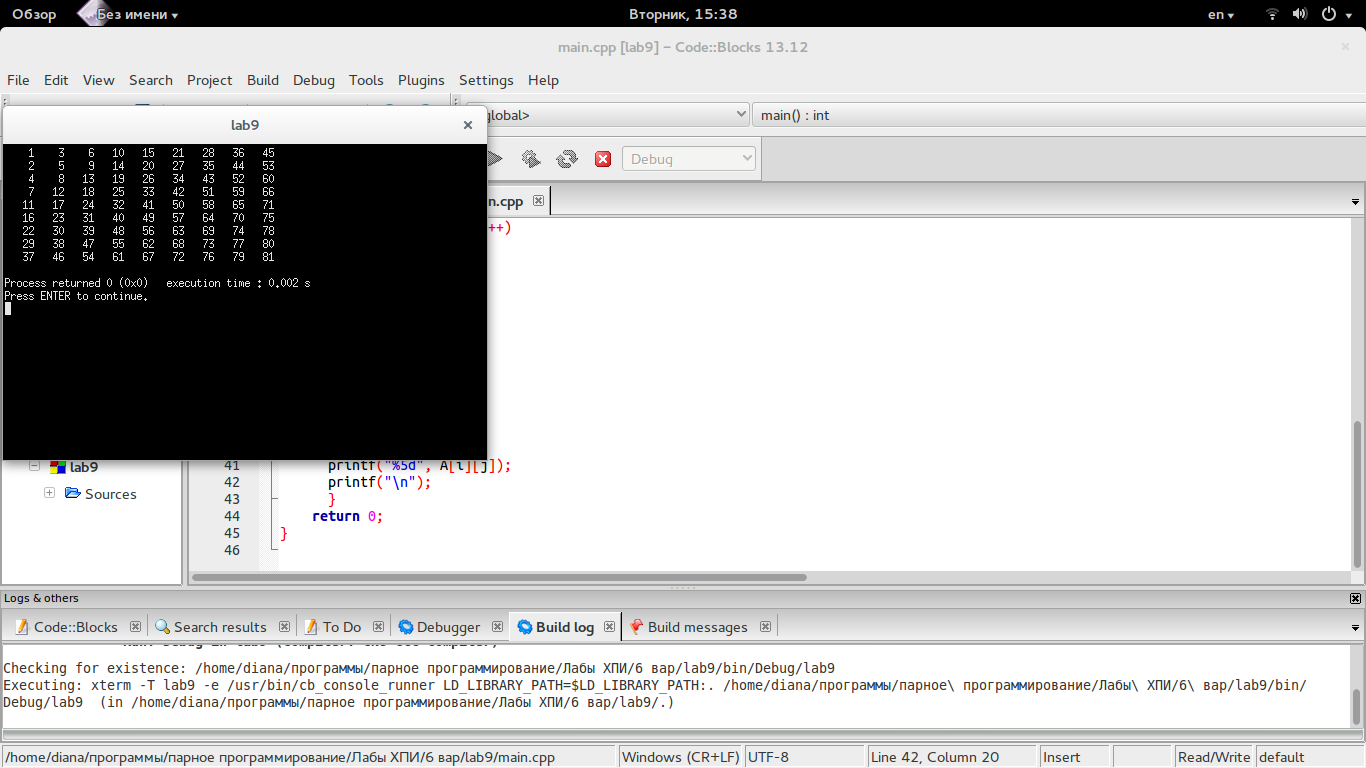 Обзор Без имени Вторник, 15:38 en
main.cpp [lab9] – Code::Blocks 13.12
File Edit View Search Project Build Debug Tools Plugins Settings Help
main() : int
lab9
Debug
1 3 6 10 15 21 28 36 45
2 5 9 14 20 27 35 44 53
4 8 13 19 26 34 43 52 60
7 12 18 25 33 42 51 59 66
11 17 24 32 41 50 58 65 71
16 23 31 40 49 57 64 70 75
22 30 39 48 56 63 69 74 78
29 38 47 55 62 68 73 77 80
37 46 54 61 67 72 76 79 81
Process returned 0 (0x0) execution time : 0.002 s
Press ENTER to continue.
n.cpp
++)
lab9
Sources
41 printf("%5d", A[i][j]);
42 printf("\n");
43 }
44 return 0;
45 }
46
Logs & others
Code::Blocks Search results To Do Debugger Build log Build messages
Checking for existence: /home/diana/программы/парное программирование/Лабы ХПИ/6 вар/lab9/bin/Debug/lab9
Executing: xterm -T lab9 -e /usr/bin/cb_console_runner LD_LIBRARY_PATH=$LD_LIBRARY_PATH:. /home/diana/программы/парное\ программирование/Лабы\ ХПИ/6\ вар/lab9/bin/
Debug/lab9 (in /home/diana/программы/парное программирование/Лабы ХПИ/6 вар/lab9/.)
/home/diana/программы/парное программирование/Лабы ХПИ/6 вар/lab9/main.cpp Windows (CR+LF) UTF-8 Line 42, Column 20 Insert Read/Write default